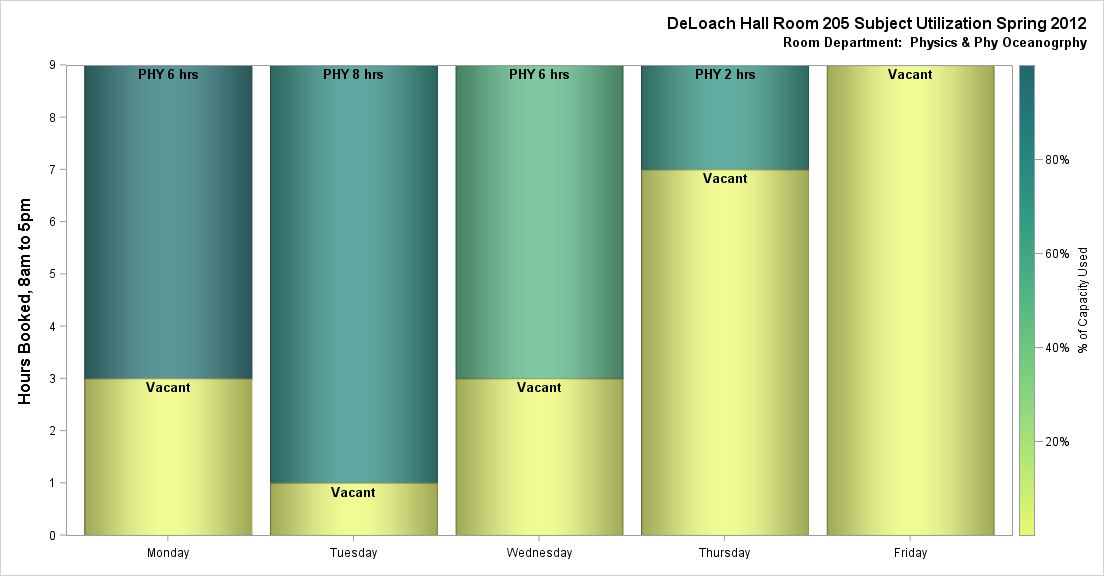 DeLoach Hall Room 205 Subject Utilization Spring 2012
Room Department:  Physics & Phy Oceanogrphy
Hours Booked, 8am to 5pm
9
8
7
6
5
4
3
2
1
0
PHY 6 hrs
Vacant
PHY 8 hrs
Vacant
PHY 6 hrs
Vacant
PHY 2 hrs
Vacant
Vacant
Monday
Tuesday
Wednesday
Thursday
Friday
80%
60%
40%
20%
% of Capacity Used